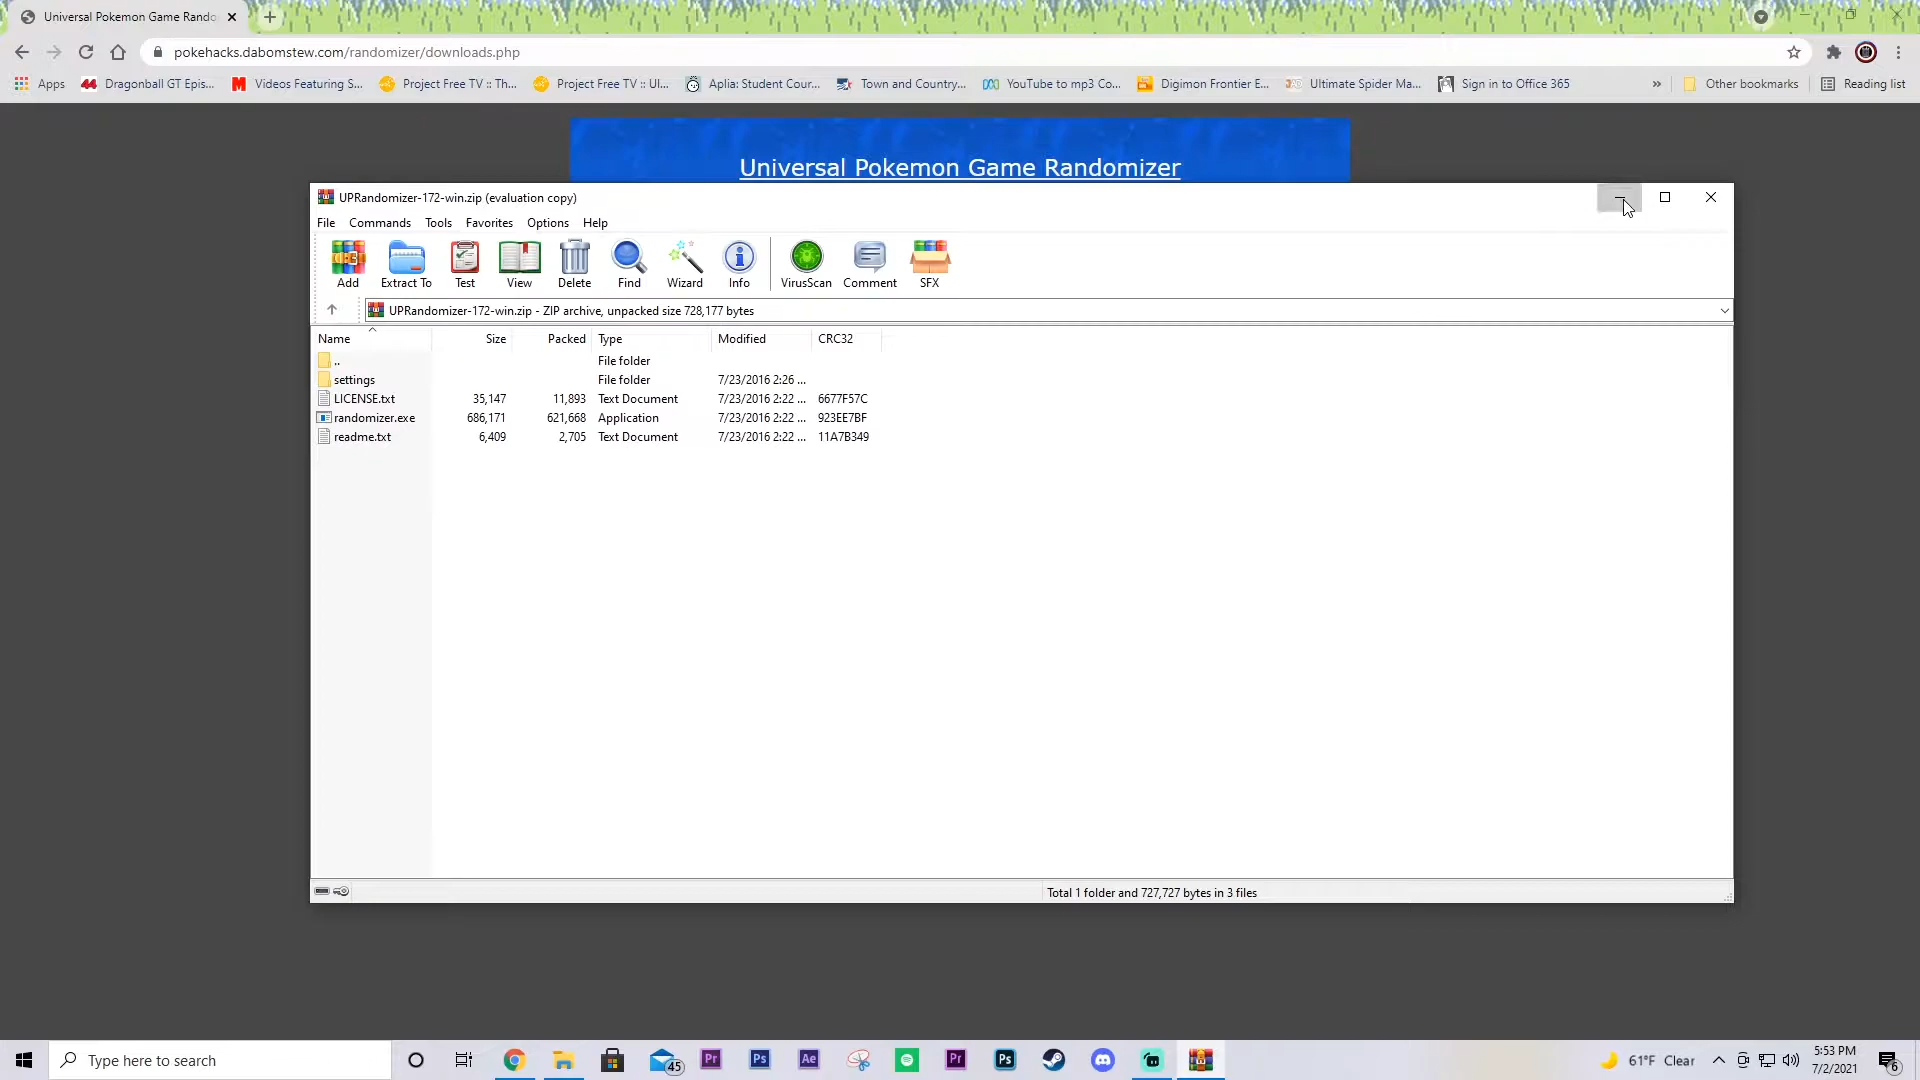 Universal Pokemon Game Rando
pokehacks.dabomstew.com/randomizer/downloads.php
Apps Dragonball GT Epis... Videos Featuring S... Project Free TV :: Th... Project Free TV :: Ul... Aplia: Student Cour... Town and Country... YouTube to mp3 Co... Digimon Frontier E... Ultimate Spider Ma... Sign in to Office 365 » Other bookmarks Reading list
Universal Pokemon Game Randomizer
UPRandomizer-172-win.zip (evaluation copy)
File Commands Tools Favorites Options Help
Add Extract To Test View Delete Find Wizard Info VirusScan Comment SFX
UPRandomizer-172-win.zip - ZIP archive, unpacked size 728,177 bytes
Name Size Packed Type Modified CRC32
.. File folder
settings File folder 7/23/2016 2:26 ...
LICENSE.txt 35,147 11,893 Text Document 7/23/2016 2:22 ... 6677F57C
randomizer.exe 686,171 621,668 Application 7/23/2016 2:22 ... 923EE7BF
readme.txt 6,409 2,705 Text Document 7/23/2016 2:22 ... 11A7B349
Total 1 folder and 727,727 bytes in 3 files
Type here to search 45 Pr Ps Ae Pr Ps 61°F Clear 5:53 PM
7/2/2021 6